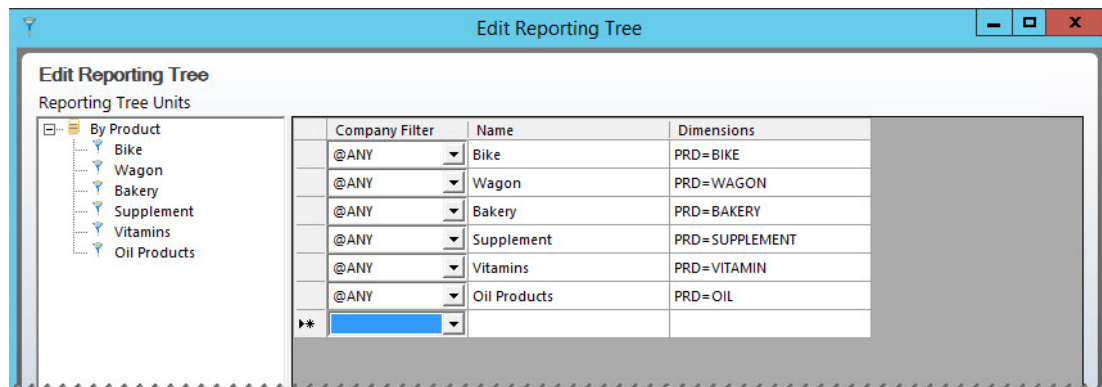 Edit Reporting Tree
Edit Reporting Tree
Reporting Tree Units
By Product
Bike
Wagon
Bakery
Supplement
Vitamins
Oil Products
Company Filter Name Dimensions
@ANY Bike PRD=BIKE
@ANY Wagon PRD=WAGON
@ANY Bakery PRD=BAKERY
@ANY Supplement PRD=SUPPLEMENT
@ANY Vitamins PRD=VITAMIN
@ANY Oil Products PRD=OIL